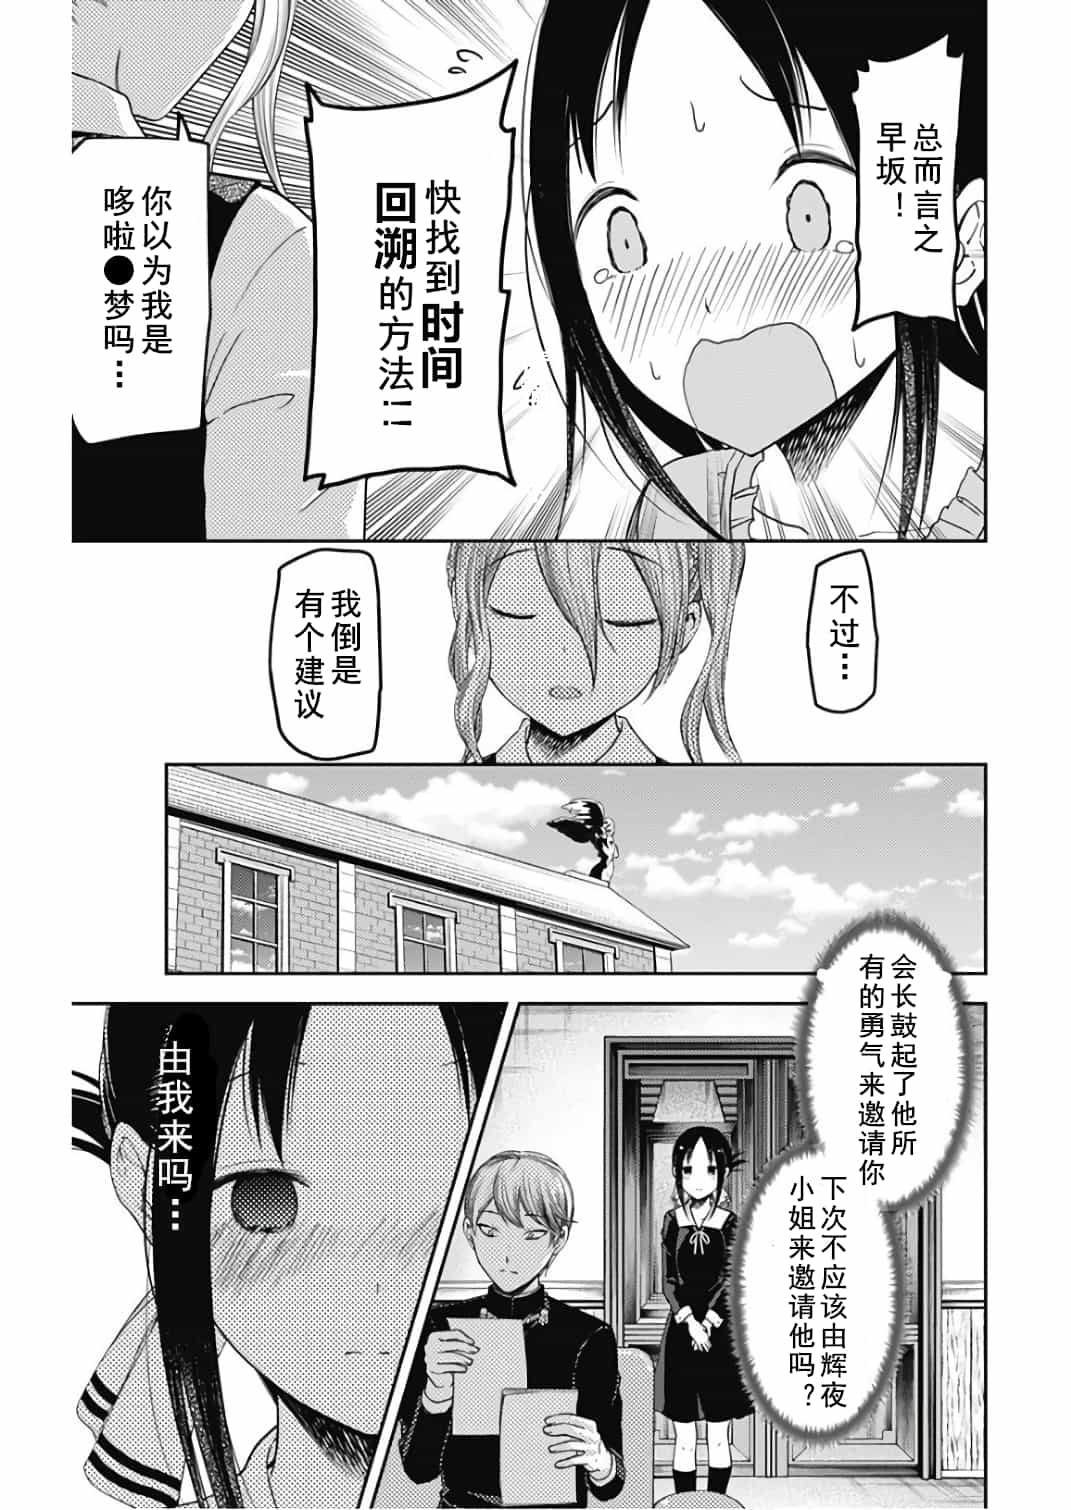 总而言之
早坂！
快找到时间
回溯的方法!!
你以为我是
哆啦●梦吗…
不过…
我倒是
有个建议
会长鼓起了他所
有的勇气来邀请你
下次不应该由辉夜
小姐来邀请他吗？
由我来吗…